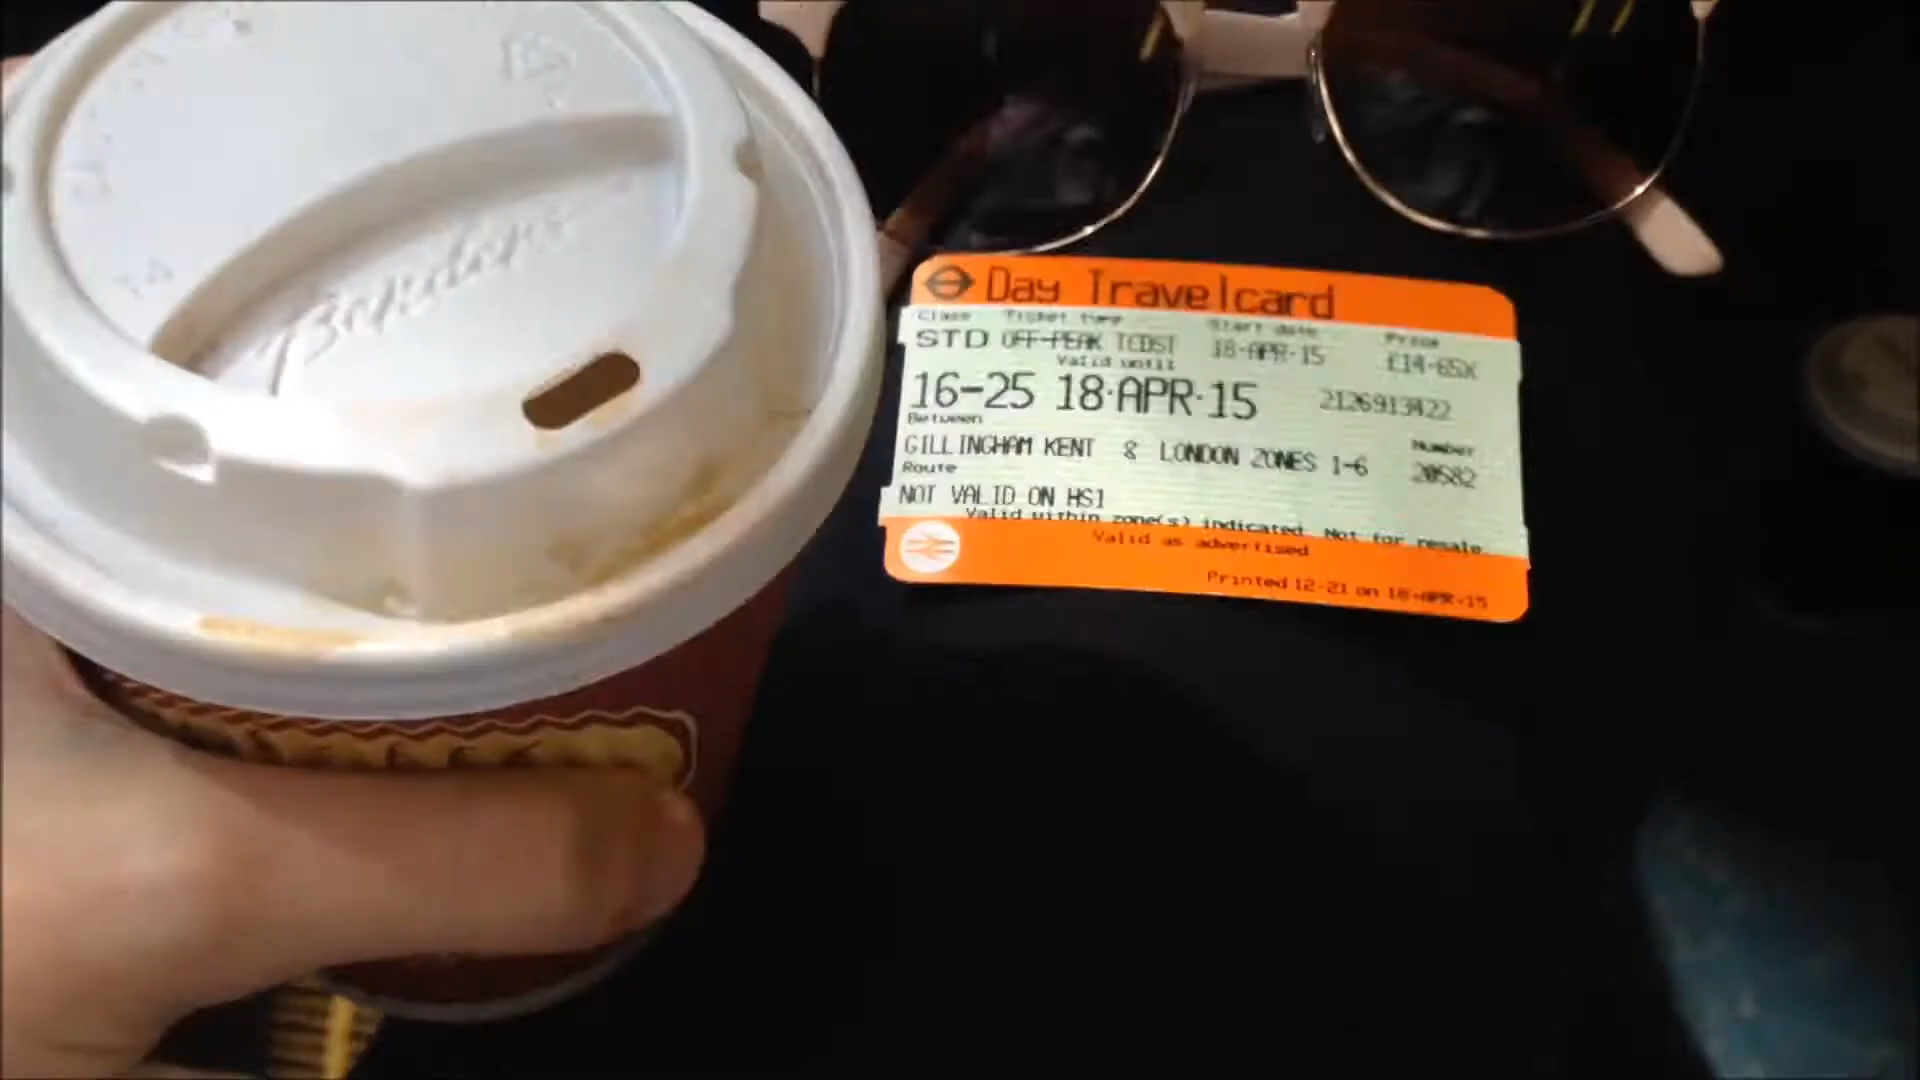 Day Travelcard
Class Ticket type Start date Price
STD OFF-PEAK TCDST 18-APR-15 £14-65X
Valid until
16-25 18·APR·15 2126913422
Between Number
GILLINGHAM KENT & LONDON ZONES 1-6 20582
Route
NOT VALID ON HS1
Valid within zone(s) indicated. Not for resale.
Valid as advertised
Printed 12-21 on 18-APR-15